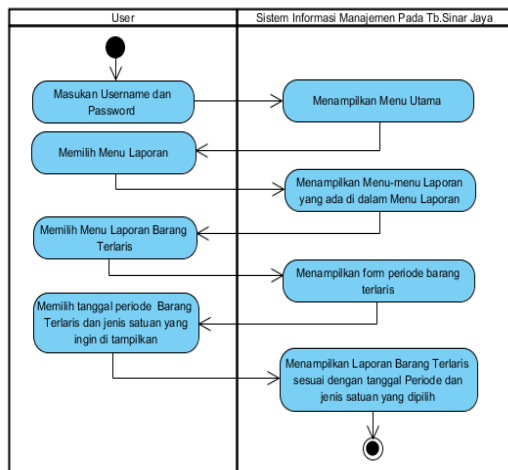 User
Sistem Informasi Manajemen Pada Tb.Sinar Jaya
Masukan Username dan
Password
Menampilkan Menu Utama
Memilih Menu Laporan
Menampilkan Menu-menu Laporan
yang ada di dalam Menu Laporan
Memilih Menu Laporan Barang
Terlaris
Menampilkan form periode barang
terlaris
Memilih tanggal periode Barang
Terlaris dan jenis satuan yang
ingin di tampilkan
Menampilkan Laporan Barang Terlaris
sesuai dengan tanggal Periode dan
jenis satuan yang dipilih